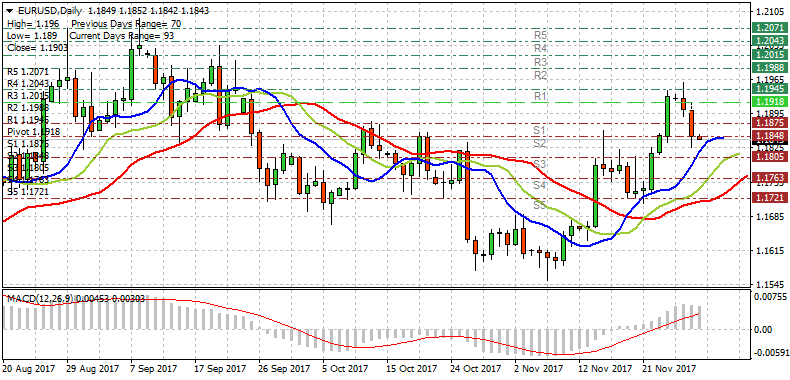 EURUSD,Daily 1.1849 1.1852 1.1842 1.1843
High= 1.196 Previous Days Range= 70
Low= 1.189 Current Days Range= 93
Close= 1.1903
R5 1.2071
R4 1.2043
R3 1.2015
R2 1.1988
R1 1.1945
Pivot 1.1918
S1 1.1876
S3 1.1805
S5 1.1721
R5
R4
R3
R2
R1
S1
S2
S3
S4
S5
1.2105
1.2071
1.2043
1.2015
1.1988
1.1965
1.1945
1.1918
1.1895
1.1875
1.1848
1.1805
1.1763
1.1721
1.1685
1.1615
1.1545
MACD(12,26,9) 0.00453 0.00303
0.00755
0.00
-0.00591
20 Aug 2017
29 Aug 2017
7 Sep 2017
17 Sep 2017
26 Sep 2017
5 Oct 2017
15 Oct 2017
24 Oct 2017
2 Nov 2017
12 Nov 2017
21 Nov 2017